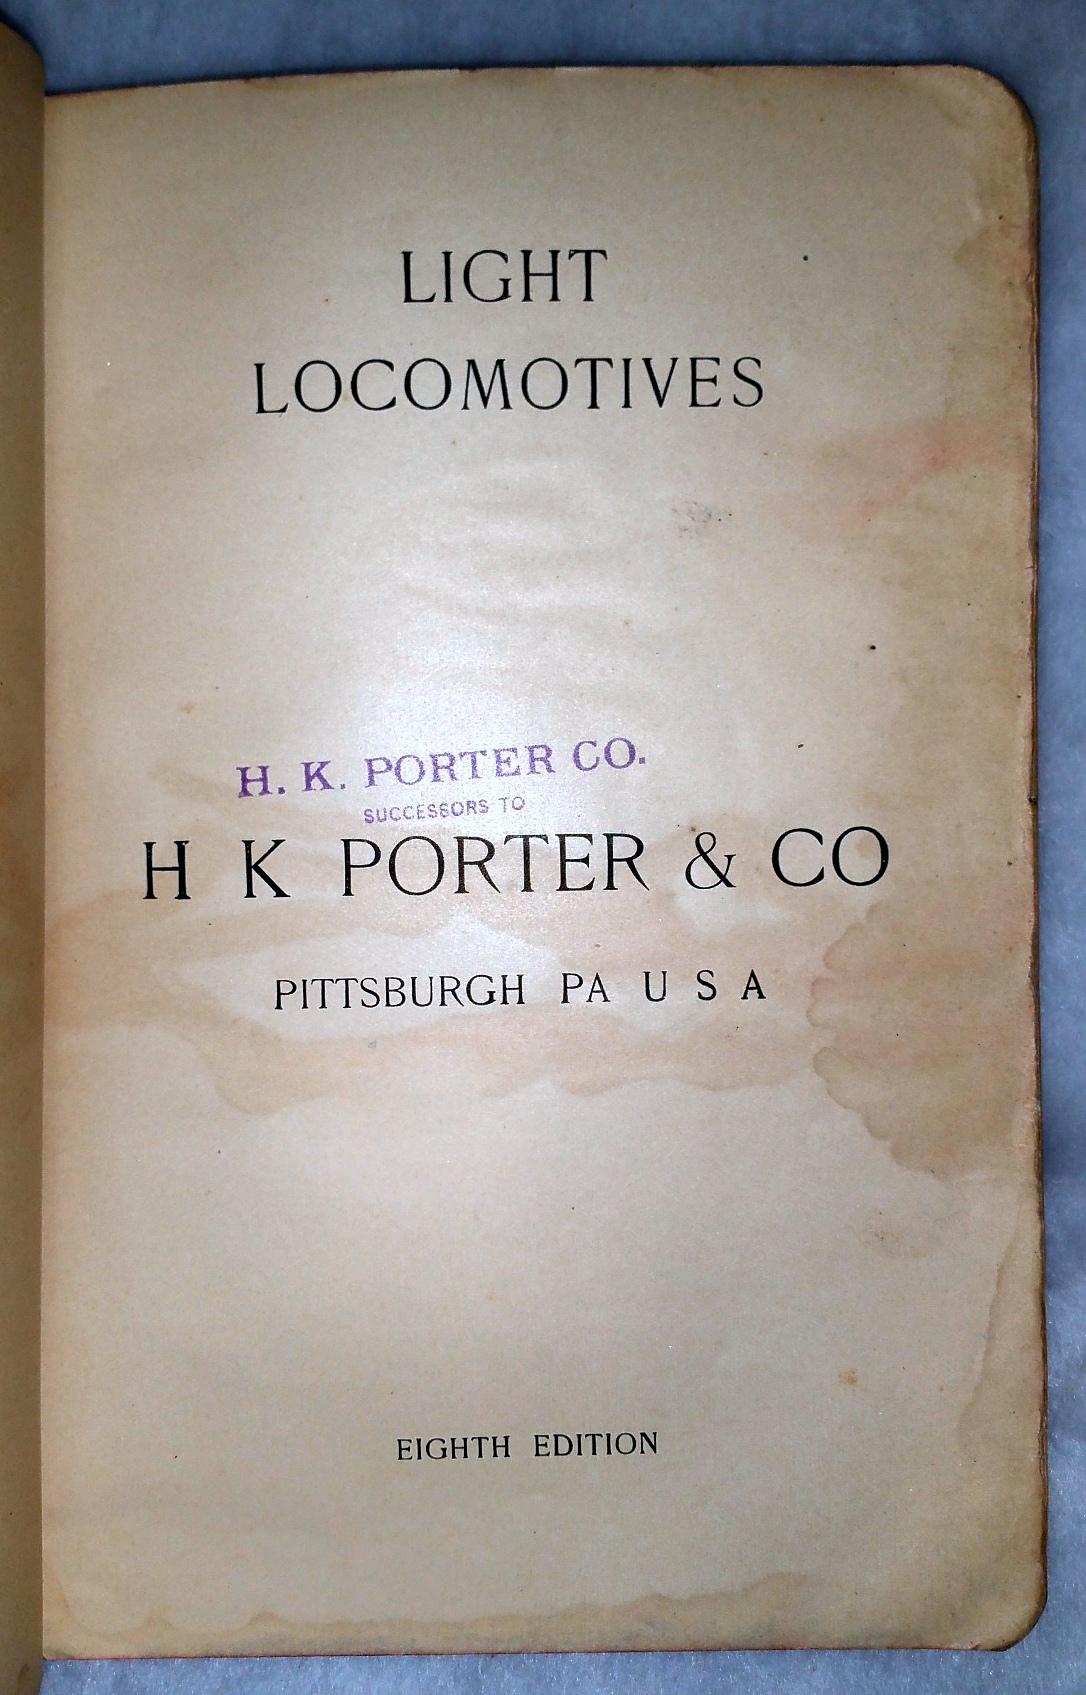 LIGHT
LOCOMOTIVES
H. K. PORTER CO.
SUCCESSORS TO
H K PORTER & CO
PITTSBURGH PA U S A
EIGHTH EDITION